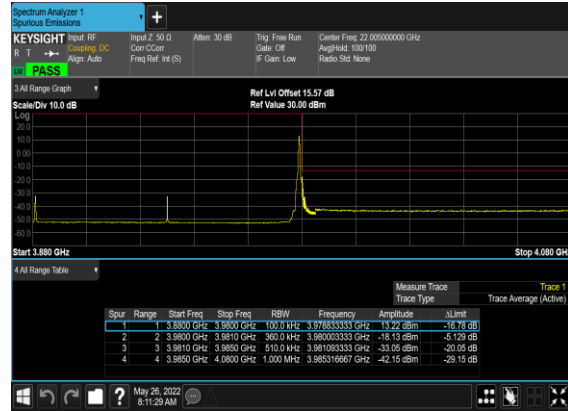 Spectrum Analyzer 1
Spurious Emissions
KEYSIGHT Input: RF Input Z: 50 Ω Atten: 30 dB Trig: Free Run Center Freq: 22.005000000 GHz
R T Coupling: DC Corr CCorr Gate: Off Avg|Hold: 100/100
Align: Auto Freq Ref: Int (S) IF Gain: Low Radio Std: None
PASS
3 All Range Graph
Ref Lvl Offset 15.57 dB
Scale/Div 10.0 dB Ref Value 30.00 dBm
Log
20.0
10.0
0.00
-10.0
-20.0
-30.0
-40.0
-50.0
-60.0
Start 3.880 GHz Stop 4.080 GH
4 All Range Table
Measure Trace Trace 1
Trace Type Trace Average (Active)
Spur Range Start Freq Stop Freq RBW Frequency Amplitude ΔLimit
1 1 3.8800 GHz 3.9800 GHz 100.0 kHz 3.978833333 GHz 13.22 dBm -16.78 dB
2 2 3.9800 GHz 3.9810 GHz 360.0 kHz 3.980003333 GHz -18.13 dBm -5.129 dB
3 3 3.9810 GHz 3.9850 GHz 510.0 kHz 3.981093333 GHz -33.05 dBm -20.05 dB
4 4 3.9850 GHz 4.0800 GHz 1.000 MHz 3.985316667 GHz -42.15 dBm -29.15 dB
? May 26, 2022
8:11:29 AM